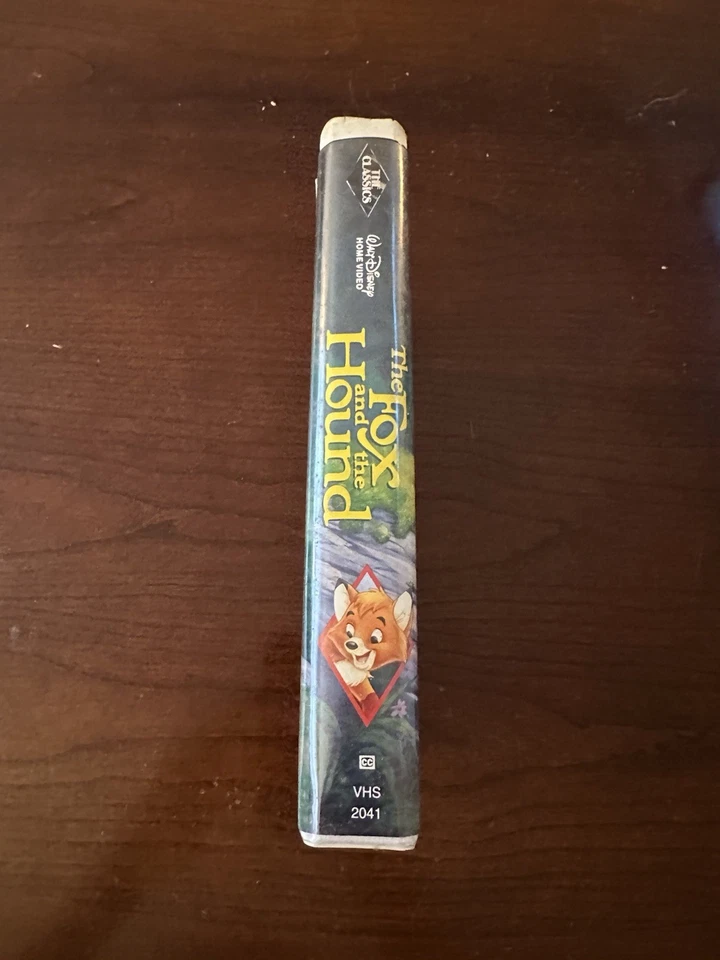 THE
CLASSICS
Walt Disney
HOME VIDEO
The Fox
and the
Hound
CC
VHS
2041